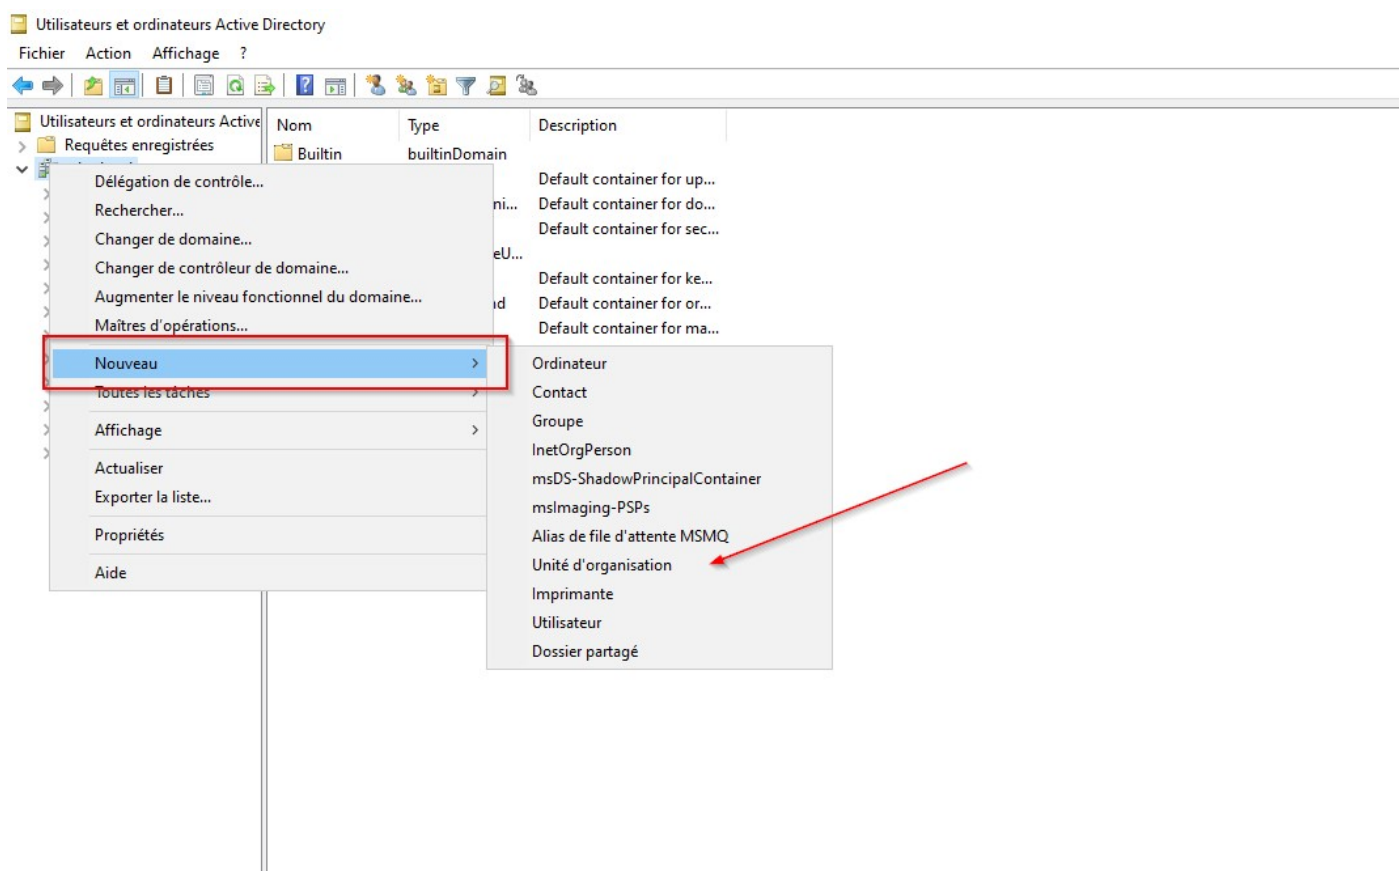 Utilisateurs et ordinateurs Active Directory
Fichier Action Affichage ?
Utilisateurs et ordinateurs Active
Requêtes enregistrées
Nom Type Description
Builtin builtinDomain
Default container for up...
ni... Default container for do...
Default container for sec...
eU...
Default container for ke...
Default container for or...
Default container for ma...
Délégation de contrôle...
Rechercher...
Changer de domaine...
Changer de contrôleur de domaine...
Augmenter le niveau fonctionnel du domaine...
Maîtres d'opérations...
Nouveau
Toutes les tâches
Affichage
Actualiser
Exporter la liste...
Propriétés
Aide
Ordinateur
Contact
Groupe
InetOrgPerson
msDS-ShadowPrincipalContainer
msImaging-PSPs
Alias de file d'attente MSMQ
Unité d'organisation
Imprimante
Utilisateur
Dossier partagé